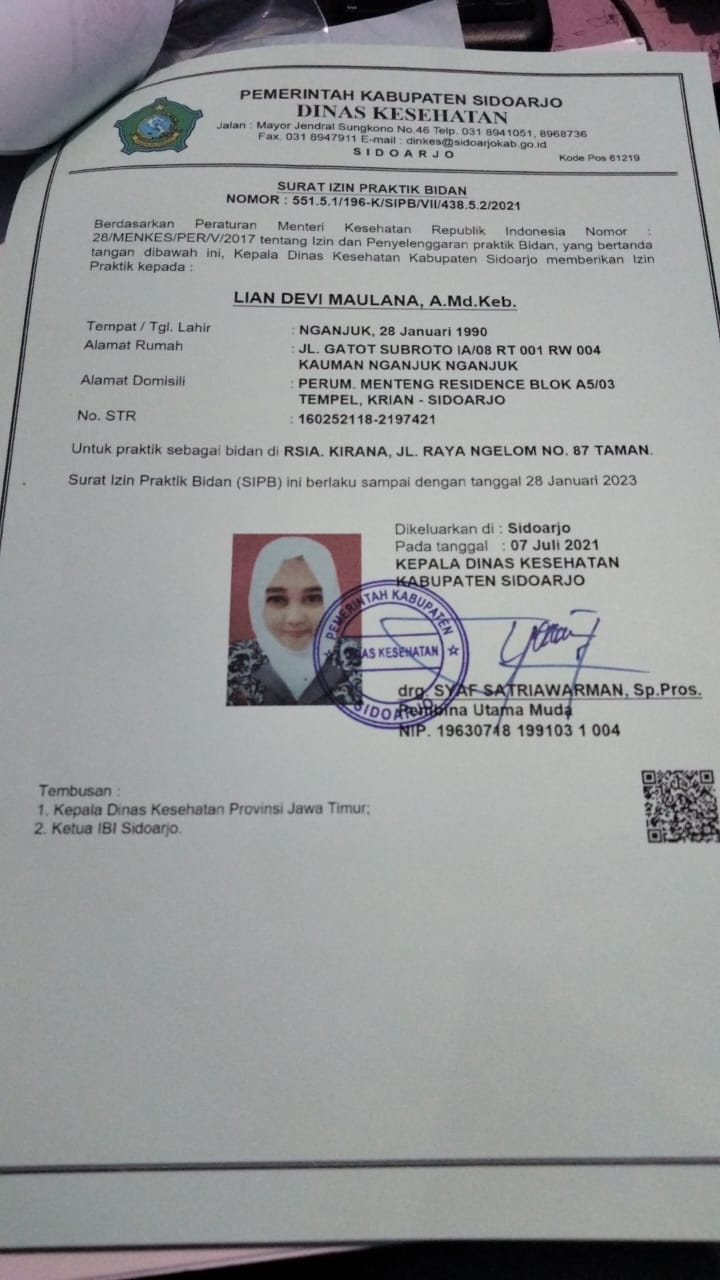 PEMERINTAH KABUPATEN SIDOARJO
DINAS KESEHATAN
Jalan : Mayor Jendral Sungkono No.46 Telp. 031 8941051, 8968736
Fax. 031 8947911 E-mail : dinkes@sidoarjokab.go.id
SIDOARJO
Kode Pos 61219
SURAT IZIN PRAKTIK BIDAN
NOMOR : 551.5.1/196-K/SIPB/VII/438.5.2/2021
Berdasarkan Peraturan Menteri Kesehatan Republik Indonesia Nomor :
28/MENKES/PER/V/2017 tentang Izin dan Penyelenggaran praktik Bidan, yang bertanda
tangan dibawah ini, Kepala Dinas Kesehatan Kabupaten Sidoarjo memberikan Izin
Praktik kepada :
LIAN DEVI MAULANA, A.Md.Keb.
Tempat / Tgl. Lahir : NGANJUK, 28 Januari 1990
Alamat Rumah : JL. GATOT SUBROTO IA/08 RT 001 RW 004
KAUMAN NGANJUK NGANJUK
Alamat Domisili : PERUM. MENTENG RESIDENCE BLOK A5/03
TEMPEL, KRIAN - SIDOARJO
No. STR : 160252118-2197421
Untuk praktik sebagai bidan di RSIA. KIRANA, JL. RAYA NGELOM NO. 87 TAMAN.
Surat Izin Praktik Bidan (SIPB) ini berlaku sampai dengan tanggal 28 Januari 2023
Dikeluarkan di : Sidoarjo
Pada tanggal : 07 Juli 2021
KEPALA DINAS KESEHATAN
KABUPATEN SIDOARJO
PEMERINTAH KABUPATEN
DINAS KESEHATAN
SIDOARJO
drg. SYAF SATRIAWARMAN, Sp.Pros.
Pembina Utama Muda
NIP. 19630748 199103 1 004
Tembusan :
1. Kepala Dinas Kesehatan Provinsi Jawa Timur;
2. Ketua IBI Sidoarjo.